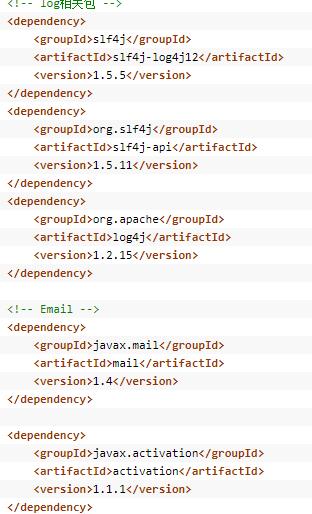 <!-- log相关包 -->
<dependency>
<groupId>slf4j</groupId>
<artifactId>slf4j-log4j12</artifactId>
<version>1.5.5</version>
</dependency>
<dependency>
<groupId>org.slf4j</groupId>
<artifactId>slf4j-api</artifactId>
<version>1.5.11</version>
</dependency>
<dependency>
<groupId>org.apache</groupId>
<artifactId>log4j</artifactId>
<version>1.2.15</version>
</dependency>
<!-- Email -->
<dependency>
<groupId>javax.mail</groupId>
<artifactId>mail</artifactId>
<version>1.4</version>
</dependency>
<dependency>
<groupId>javax.activation</groupId>
<artifactId>activation</artifactId>
<version>1.1.1</version>
</dependency>